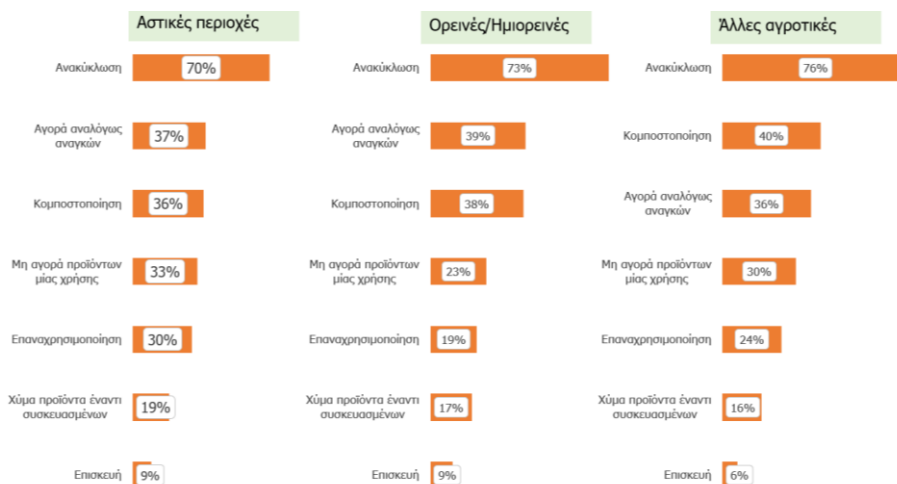 Αστικές περιοχές
Ανακύκλωση
70%
Αγορά αναλόγως
αναγκών
37%
Κομποστοποίηση
36%
Μη αγορά προϊόντων
μίας χρήσης
33%
Επαναχρησιμοποίηση
30%
Χύμα προϊόντα έναντι
συσκευασμένων
19%
Επισκευή
9%
Ορεινές/Ημιορεινές
Ανακύκλωση
73%
Αγορά αναλόγως
αναγκών
39%
Κομποστοποίηση
38%
Μη αγορά προϊόντων
μίας χρήσης
23%
Επαναχρησιμοποίηση
19%
Χύμα προϊόντα έναντι
συσκευασμένων
17%
Επισκευή
9%
Άλλες αγροτικές
Ανακύκλωση
76%
Κομποστοποίηση
40%
Αγορά αναλόγως
αναγκών
36%
Μη αγορά προϊόντων
μίας χρήσης
30%
Επαναχρησιμοποίηση
24%
Χύμα προϊόντα έναντι
συσκευασμένων
16%
Επισκευή
6%